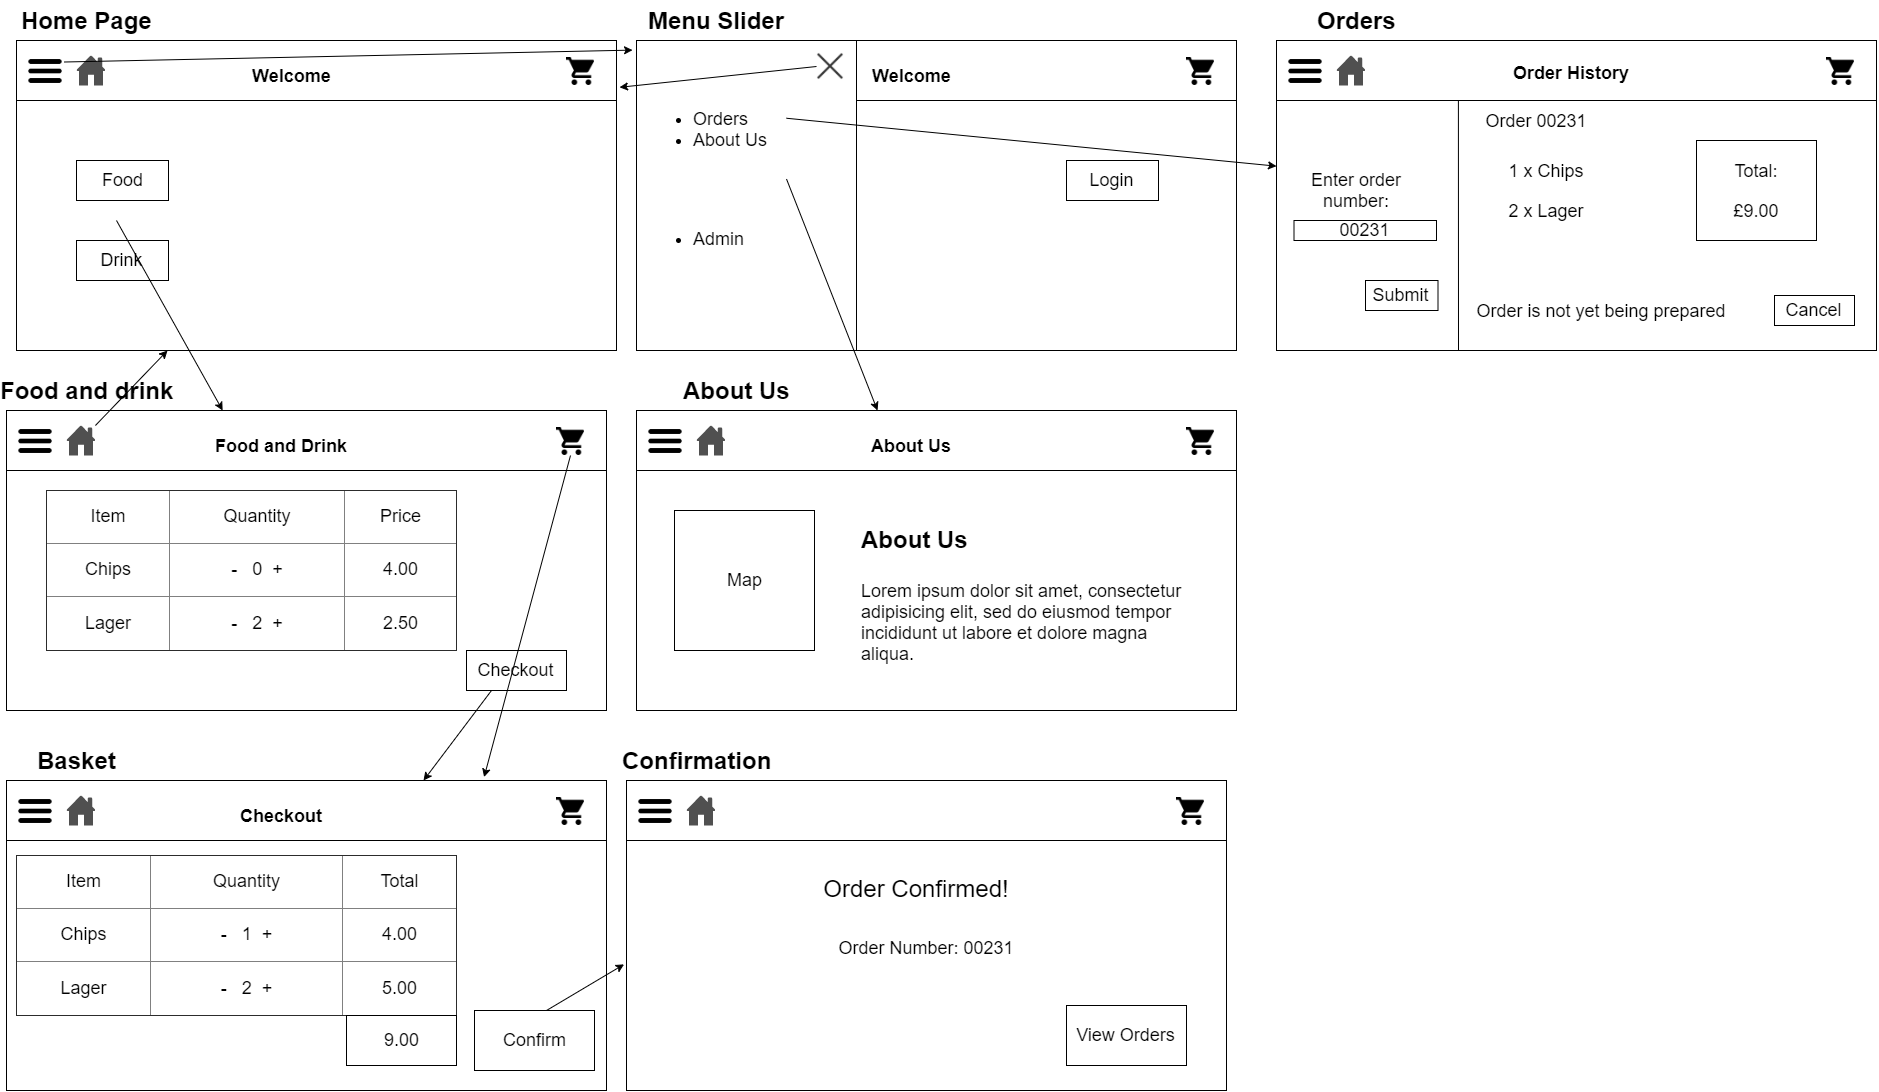 Home Page
Welcome
Food
Drink
Menu Slider
Welcome
Orders
About Us
Admin
Login
Orders
Order History
Enter order
number:
00231
Submit
Order 00231
1 x Chips
2 x Lager
Total:
£9.00
Order is not yet being prepared
Cancel
Food and drink
Food and Drink
Item Quantity Price
Chips - 0 + 4.00
Lager - 2 + 2.50
Checkout
About Us
About Us
Map
About Us
Lorem ipsum dolor sit amet, consectetur
adipisicing elit, sed do eiusmod tempor
incididunt ut labore et dolore magna
aliqua.
Basket
Checkout
Item Quantity Total
Chips - 1 + 4.00
Lager - 2 + 5.00
9.00
Confirm
Confirmation
Order Confirmed!
Order Number: 00231
View Orders